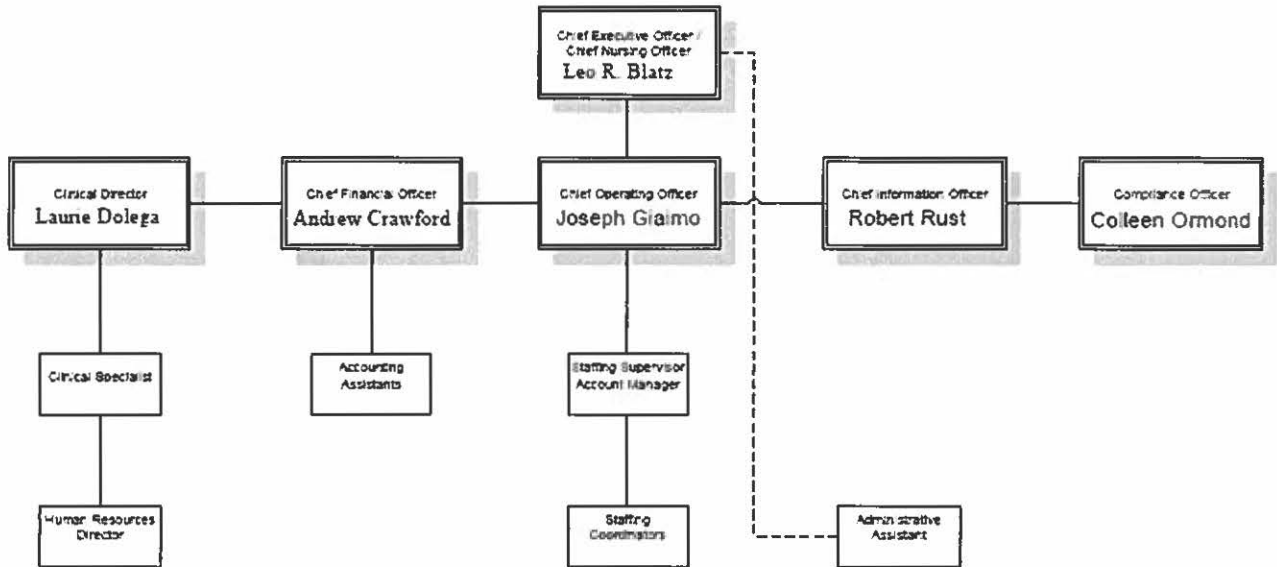 Chief Executive Officer /
Chief Nursing Officer
Leo R. Blatz
Clinical Director
Laurie Dolega
Chief Financial Officer
Andrew Crawford
Chief Operating Officer
Joseph Giaimo
Chief Information Officer
Robert Rust
Compliance Officer
Colleen Ormond
Clinical Specialist
Accounting
Assistants
Staffing Supervisor
Account Manager
Human Resources
Director
Staffing
Coordinators
Administrative
Assistant